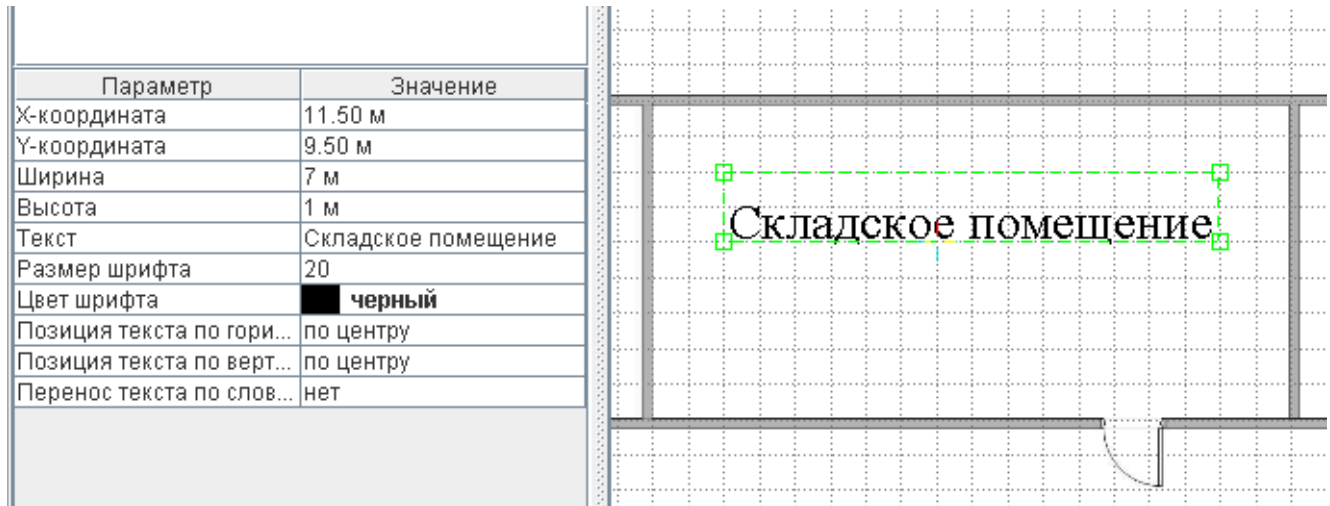 Параметр Значение
X-координата 11.50 м
Y-координата 9.50 м
Ширина 7 м
Высота 1 м
Текст Складское помещение
Размер шрифта 20
Цвет шрифта черный
Позиция текста по гори... по центру
Позиция текста по верт... по центру
Перенос текста по слов... нет
Складское помещение